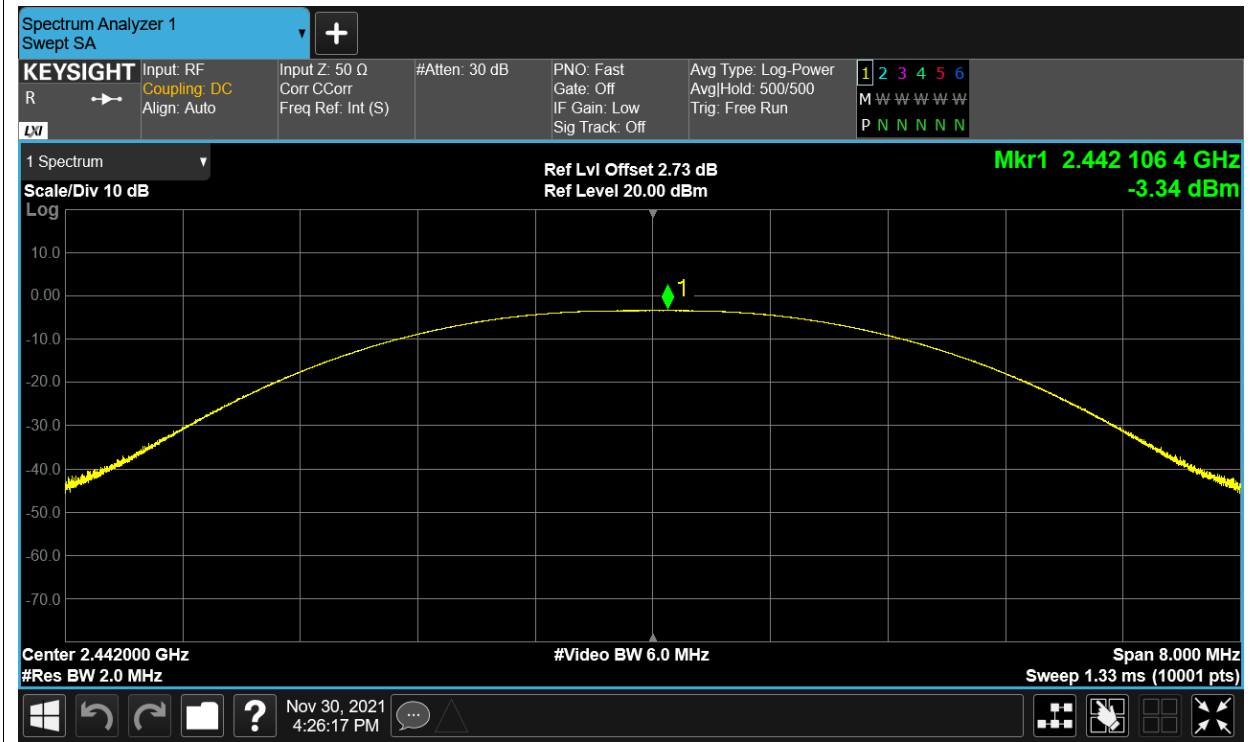 Spectrum Analyzer 1
Swept SA
KEYSIGHT
R
LXI
Input: RF
Coupling: DC
Align: Auto
Input Z: 50 Ω
Corr CCorr
Freq Ref: Int (S)
#Atten: 30 dB
PNO: Fast
Gate: Off
IF Gain: Low
Sig Track: Off
Avg Type: Log-Power
Avg|Hold: 500/500
Trig: Free Run
1 2 3 4 5 6
M W W W W W
P N N N N N
1 Spectrum
Scale/Div 10 dB
Log
Ref Lvl Offset 2.73 dB
Ref Level 20.00 dBm
Mkr1 2.442 106 4 GHz
-3.34 dBm
10.0
0.00
-10.0
-20.0
-30.0
-40.0
-50.0
-60.0
-70.0
1
Center 2.442000 GHz
#Res BW 2.0 MHz
#Video BW 6.0 MHz
Span 8.000 MHz
Sweep 1.33 ms (10001 pts)
?
Nov 30, 2021
4:26:17 PM